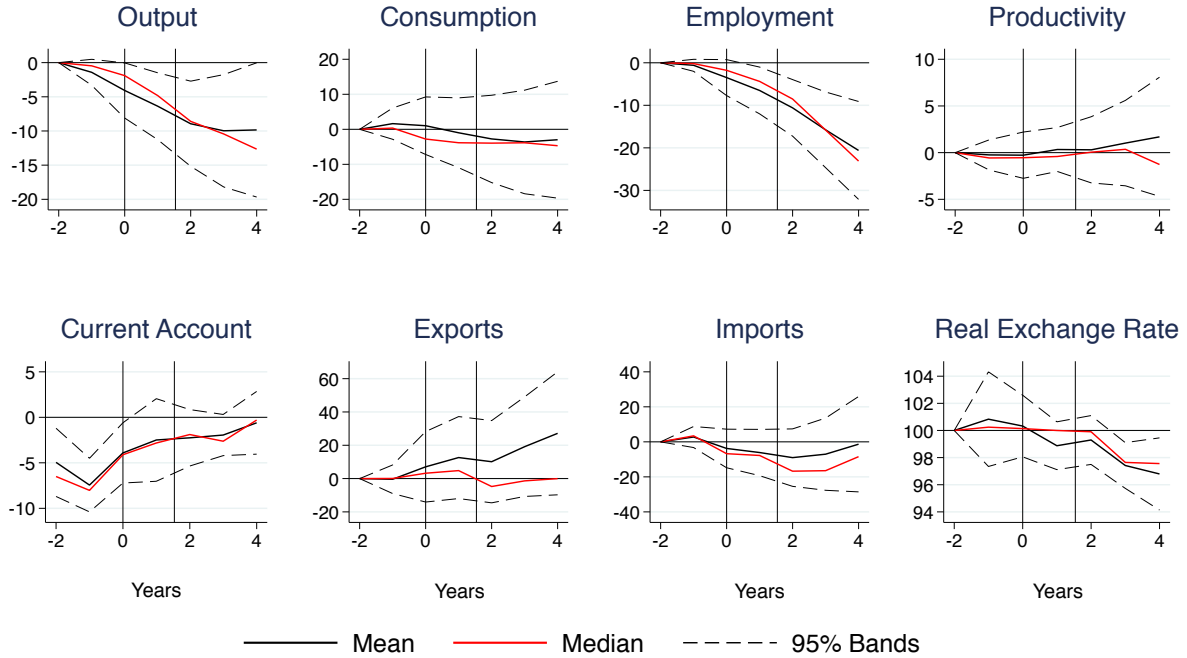 Output
0
-5
-10
-15
-20
-2 0 2 4
Consumption
20
10
0
-10
-20
-2 0 2 4
Employment
0
-10
-20
-30
-2 0 2 4
Productivity
10
5
0
-5
-2 0 2 4
Current Account
5
0
-5
-10
-2 0 2 4
Years
Exports
60
40
20
0
-20
-2 0 2 4
Years
Imports
40
20
0
-20
-40
-2 0 2 4
Years
Real Exchange Rate
104
102
100
98
96
94
-2 0 2 4
Years
Mean Median 95% Bands